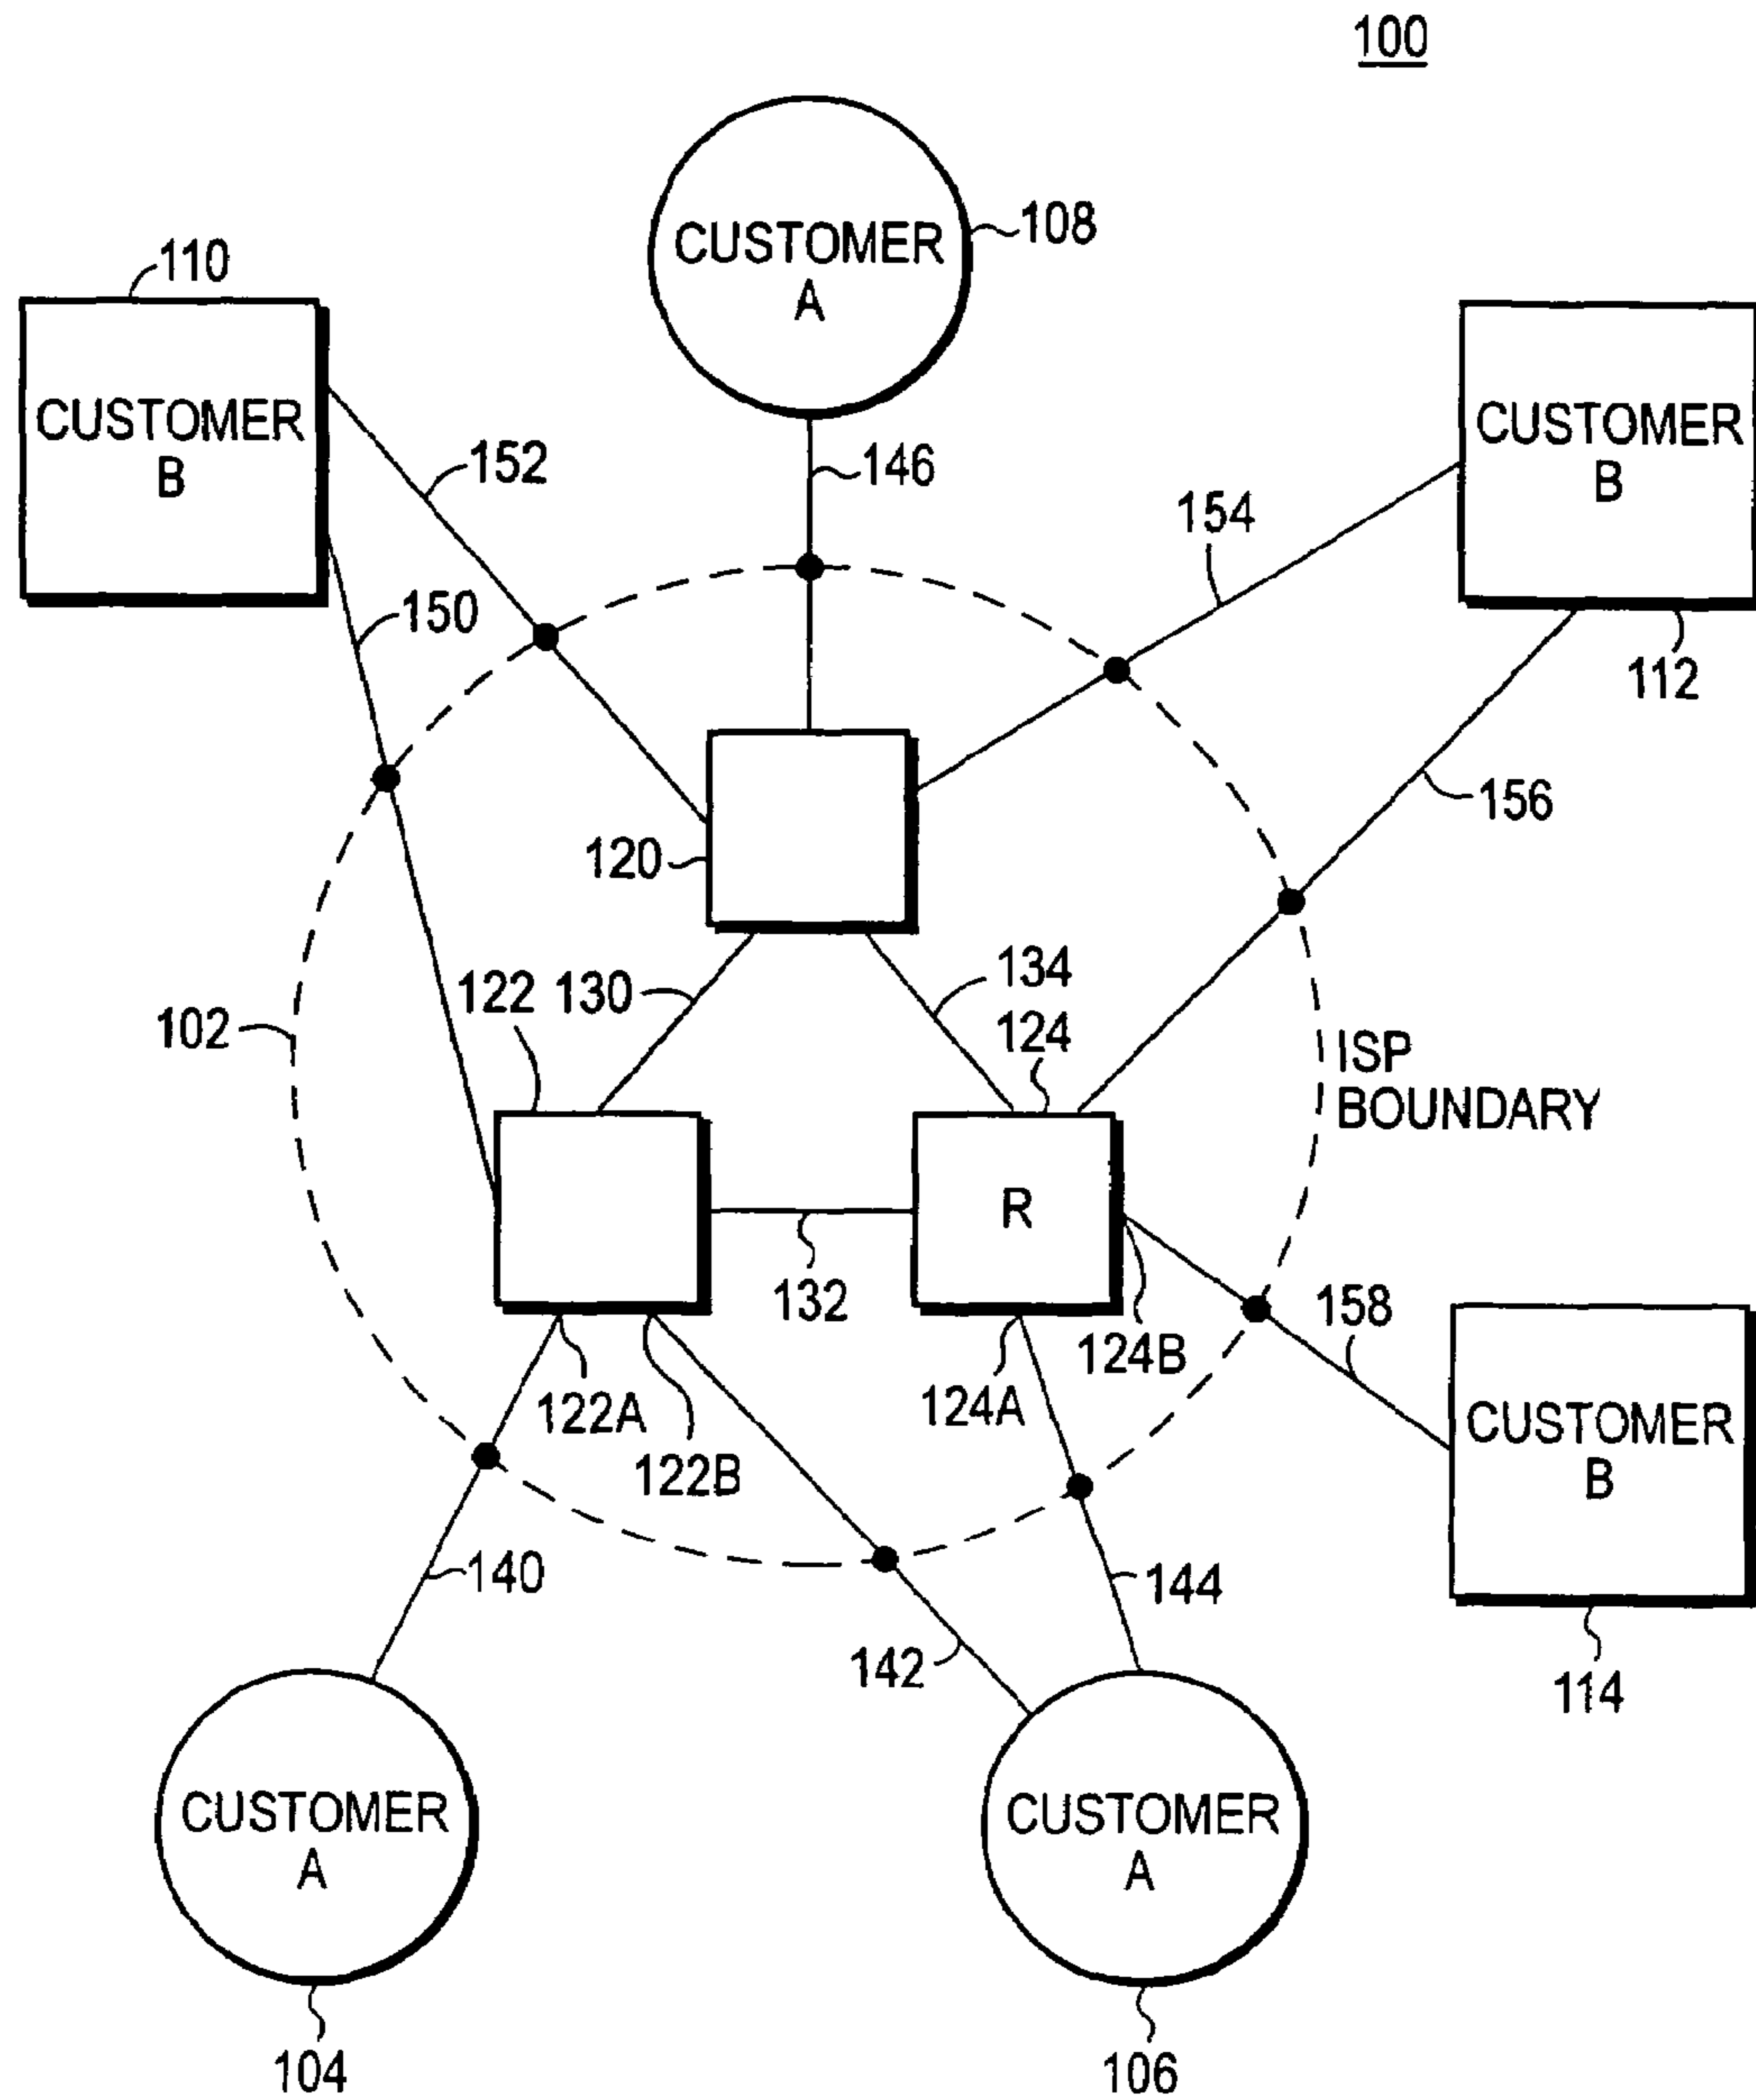 100
CUSTOMER
A
108
110
CUSTOMER
B
CUSTOMER
B
152
146
154
150
112
156
120
122
130
134
124
102
ISP
BOUNDARY
R
132
158
124B
124A
122A
122B
CUSTOMER
B
140
144
142
114
CUSTOMER
A
CUSTOMER
A
104
106